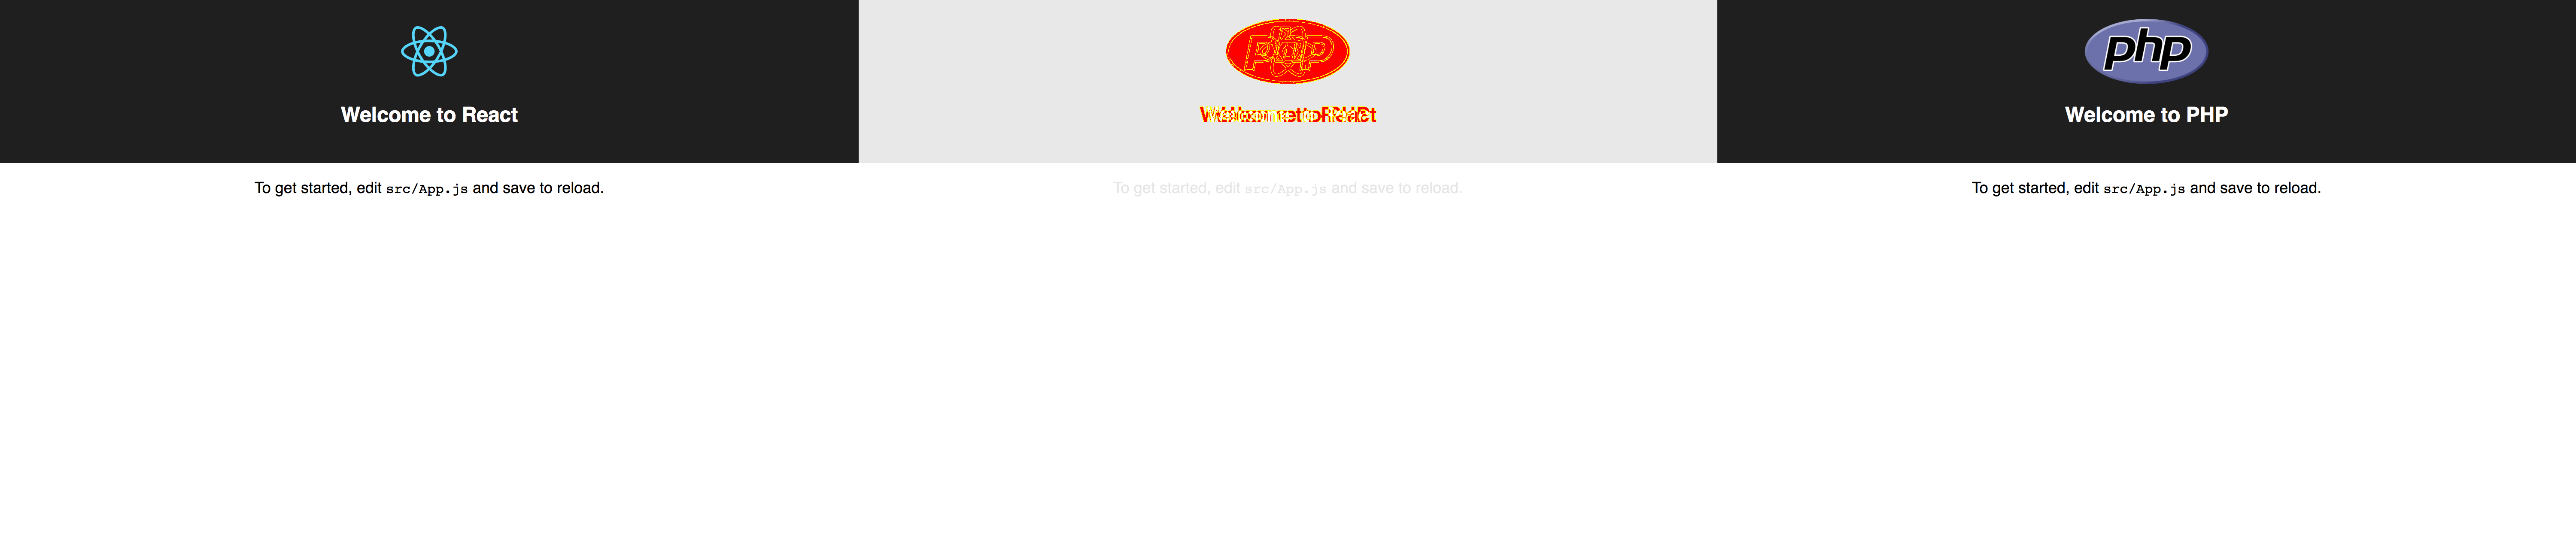 Welcome to React
To get started, edit src/App.js and save to reload.
To get started, edit src/App.js and save to reload.
php
Welcome to PHP
To get started, edit src/App.js and save to reload.